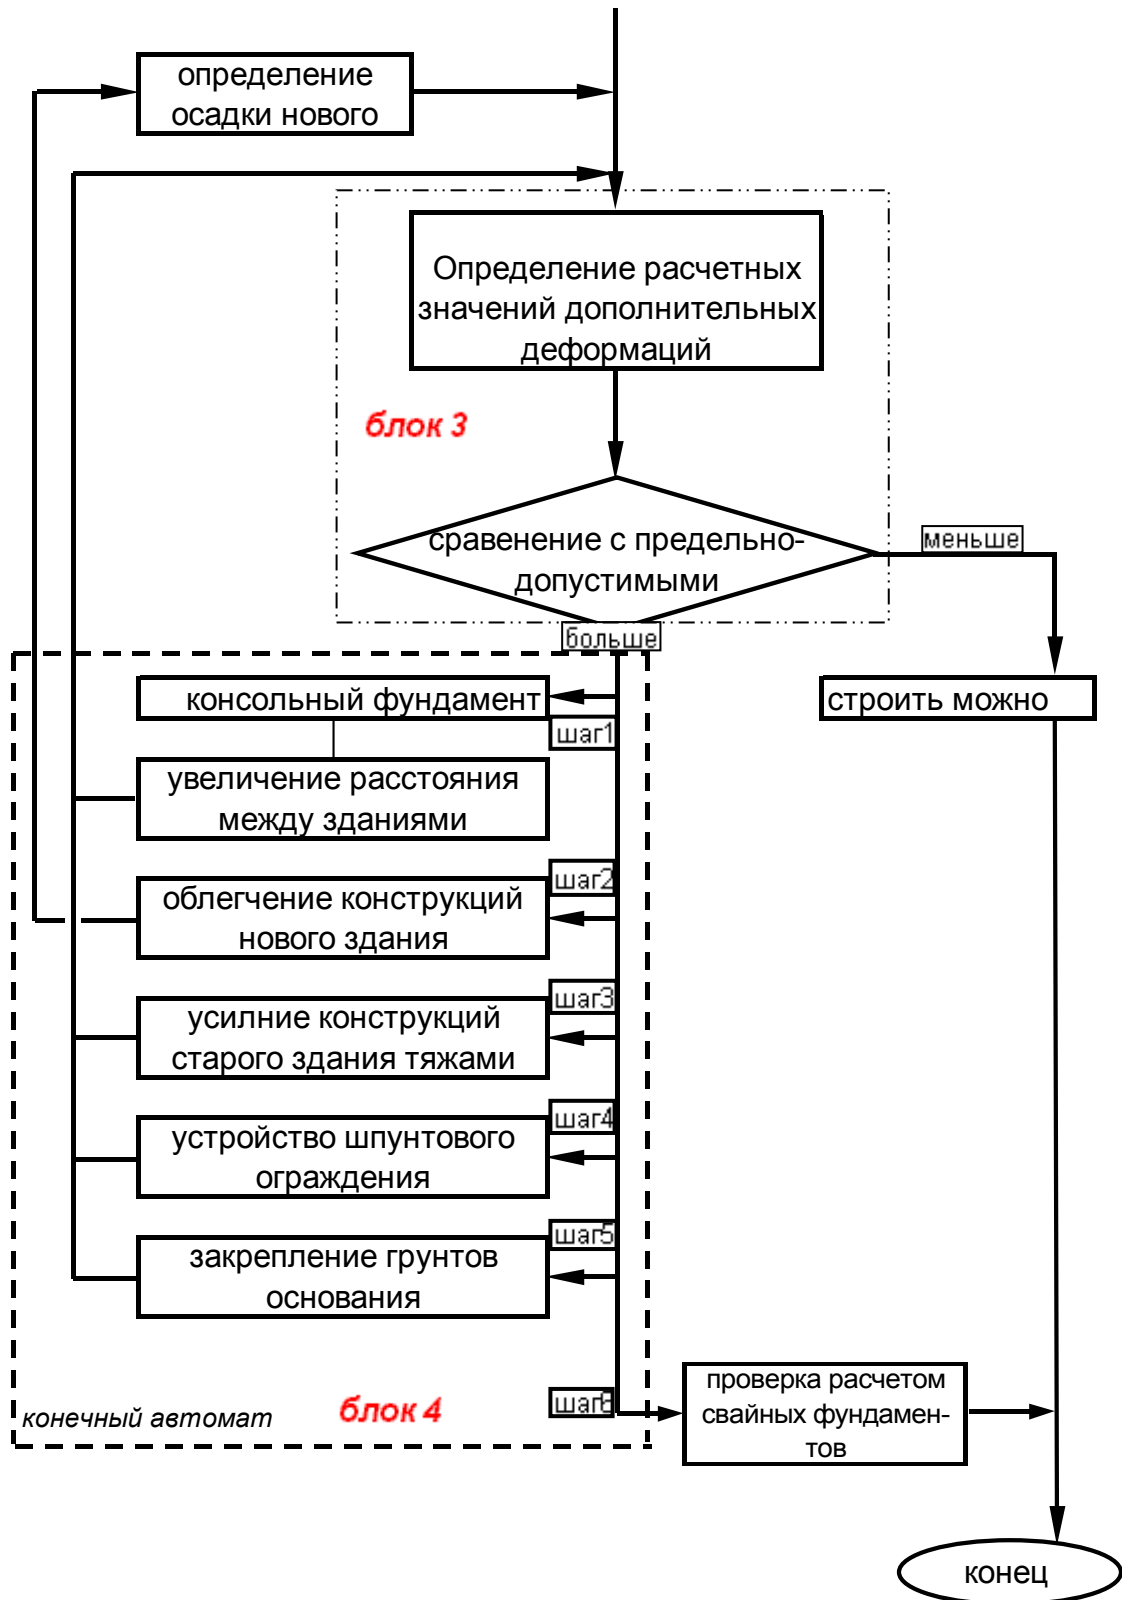 определение
осадки нового
Определение расчетных
значений дополнительных
деформаций
блок 3
сравенение с предельно-
допустимыми
меньше
больше
консольный фундамент
строить можно
шаг1
увеличение расстояния
между зданиями
шаг2
облегчение конструкций
нового здания
шаг3
усилние конструкций
старого здания тяжами
шаг4
устройство шпунтового
ограждения
шаг5
закрепление грунтов
основания
проверка расчетом
свайных фундамен-
тов
шаг6
блок 4
конечный автомат
конец